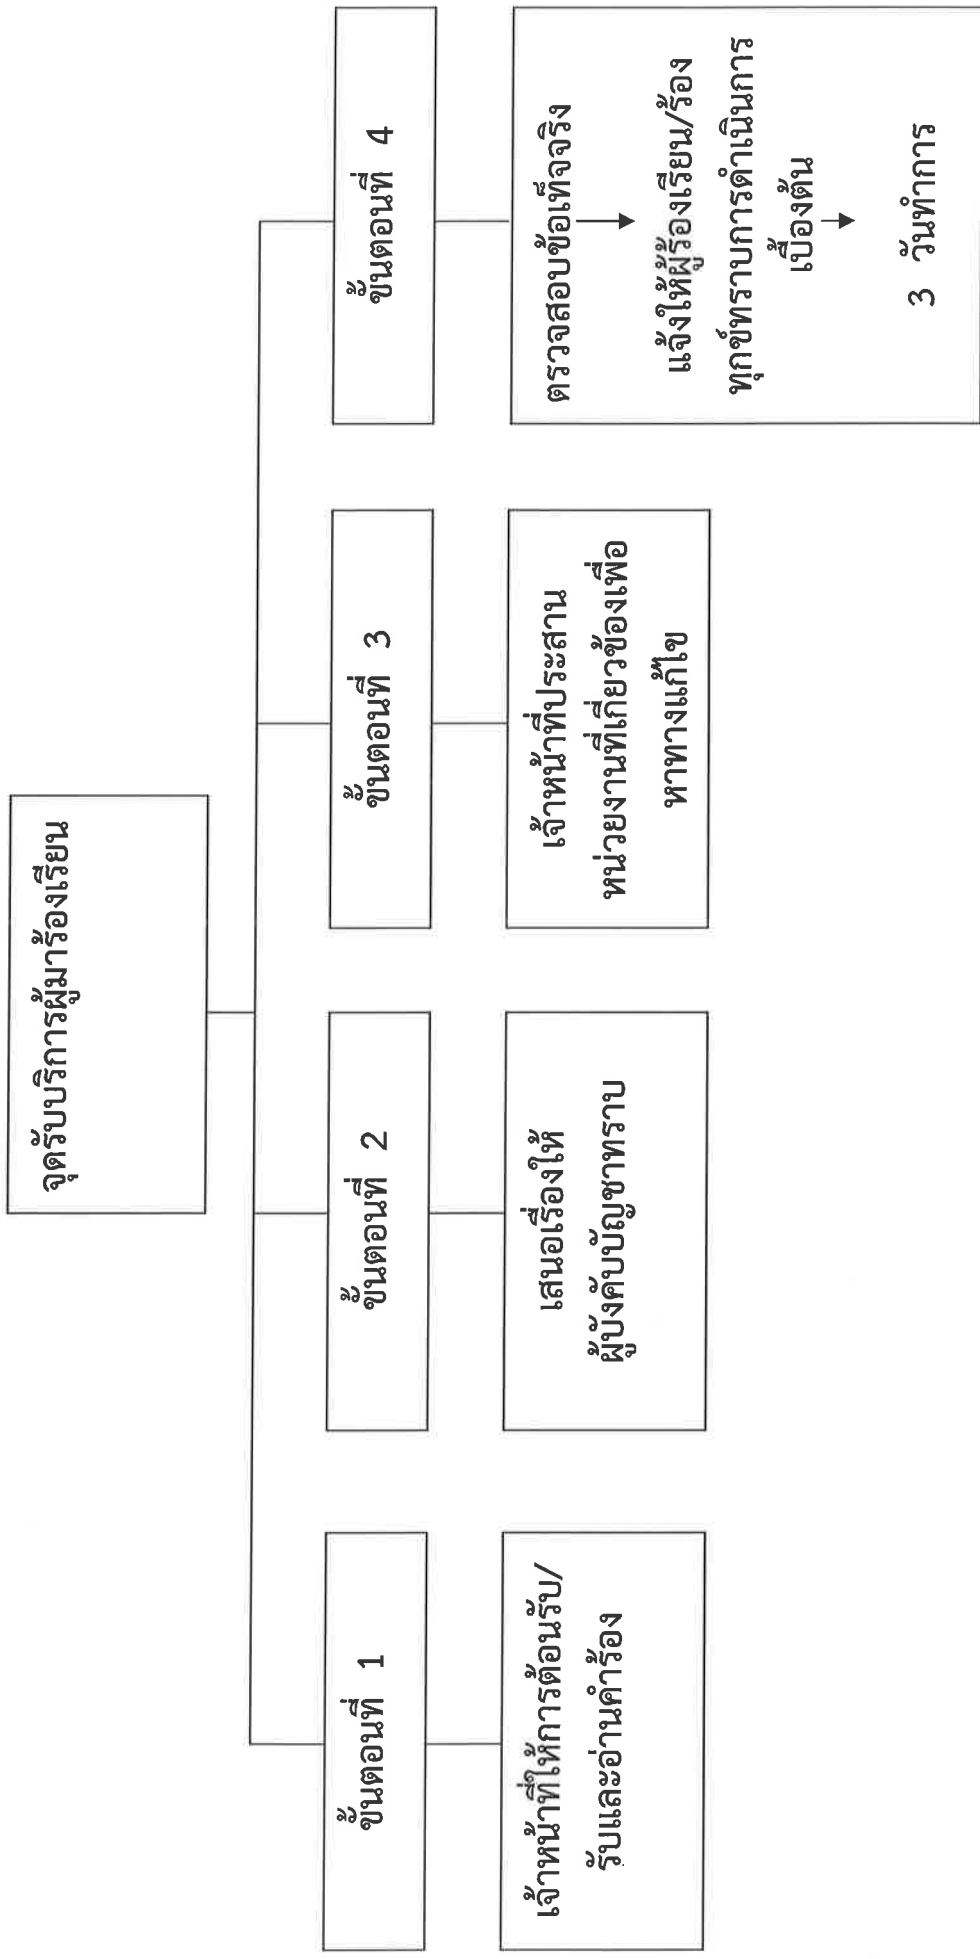 จุดรับบริการผู้มาร้องเรียน
ขั้นตอนที่ 1
เจ้าหน้าที่ให้การต้อนรับ/
รับและอ่านคำร้อง
ขั้นตอนที่ 2
เสนอเรื่องให้
ผู้บังคับบัญชาทราบ
ขั้นตอนที่ 3
เจ้าหน้าที่ประสาน
หน่วยงานที่เกี่ยวข้องเพื่อ
หาทางแก้ไข
ขั้นตอนที่ 4
ตรวจสอบข้อเท็จจริง
แจ้งให้ผู้ร้องเรียน/ร้อง
ทุกข์ทราบการดำเนินการ
เบื้องต้น
3 วันทำการ